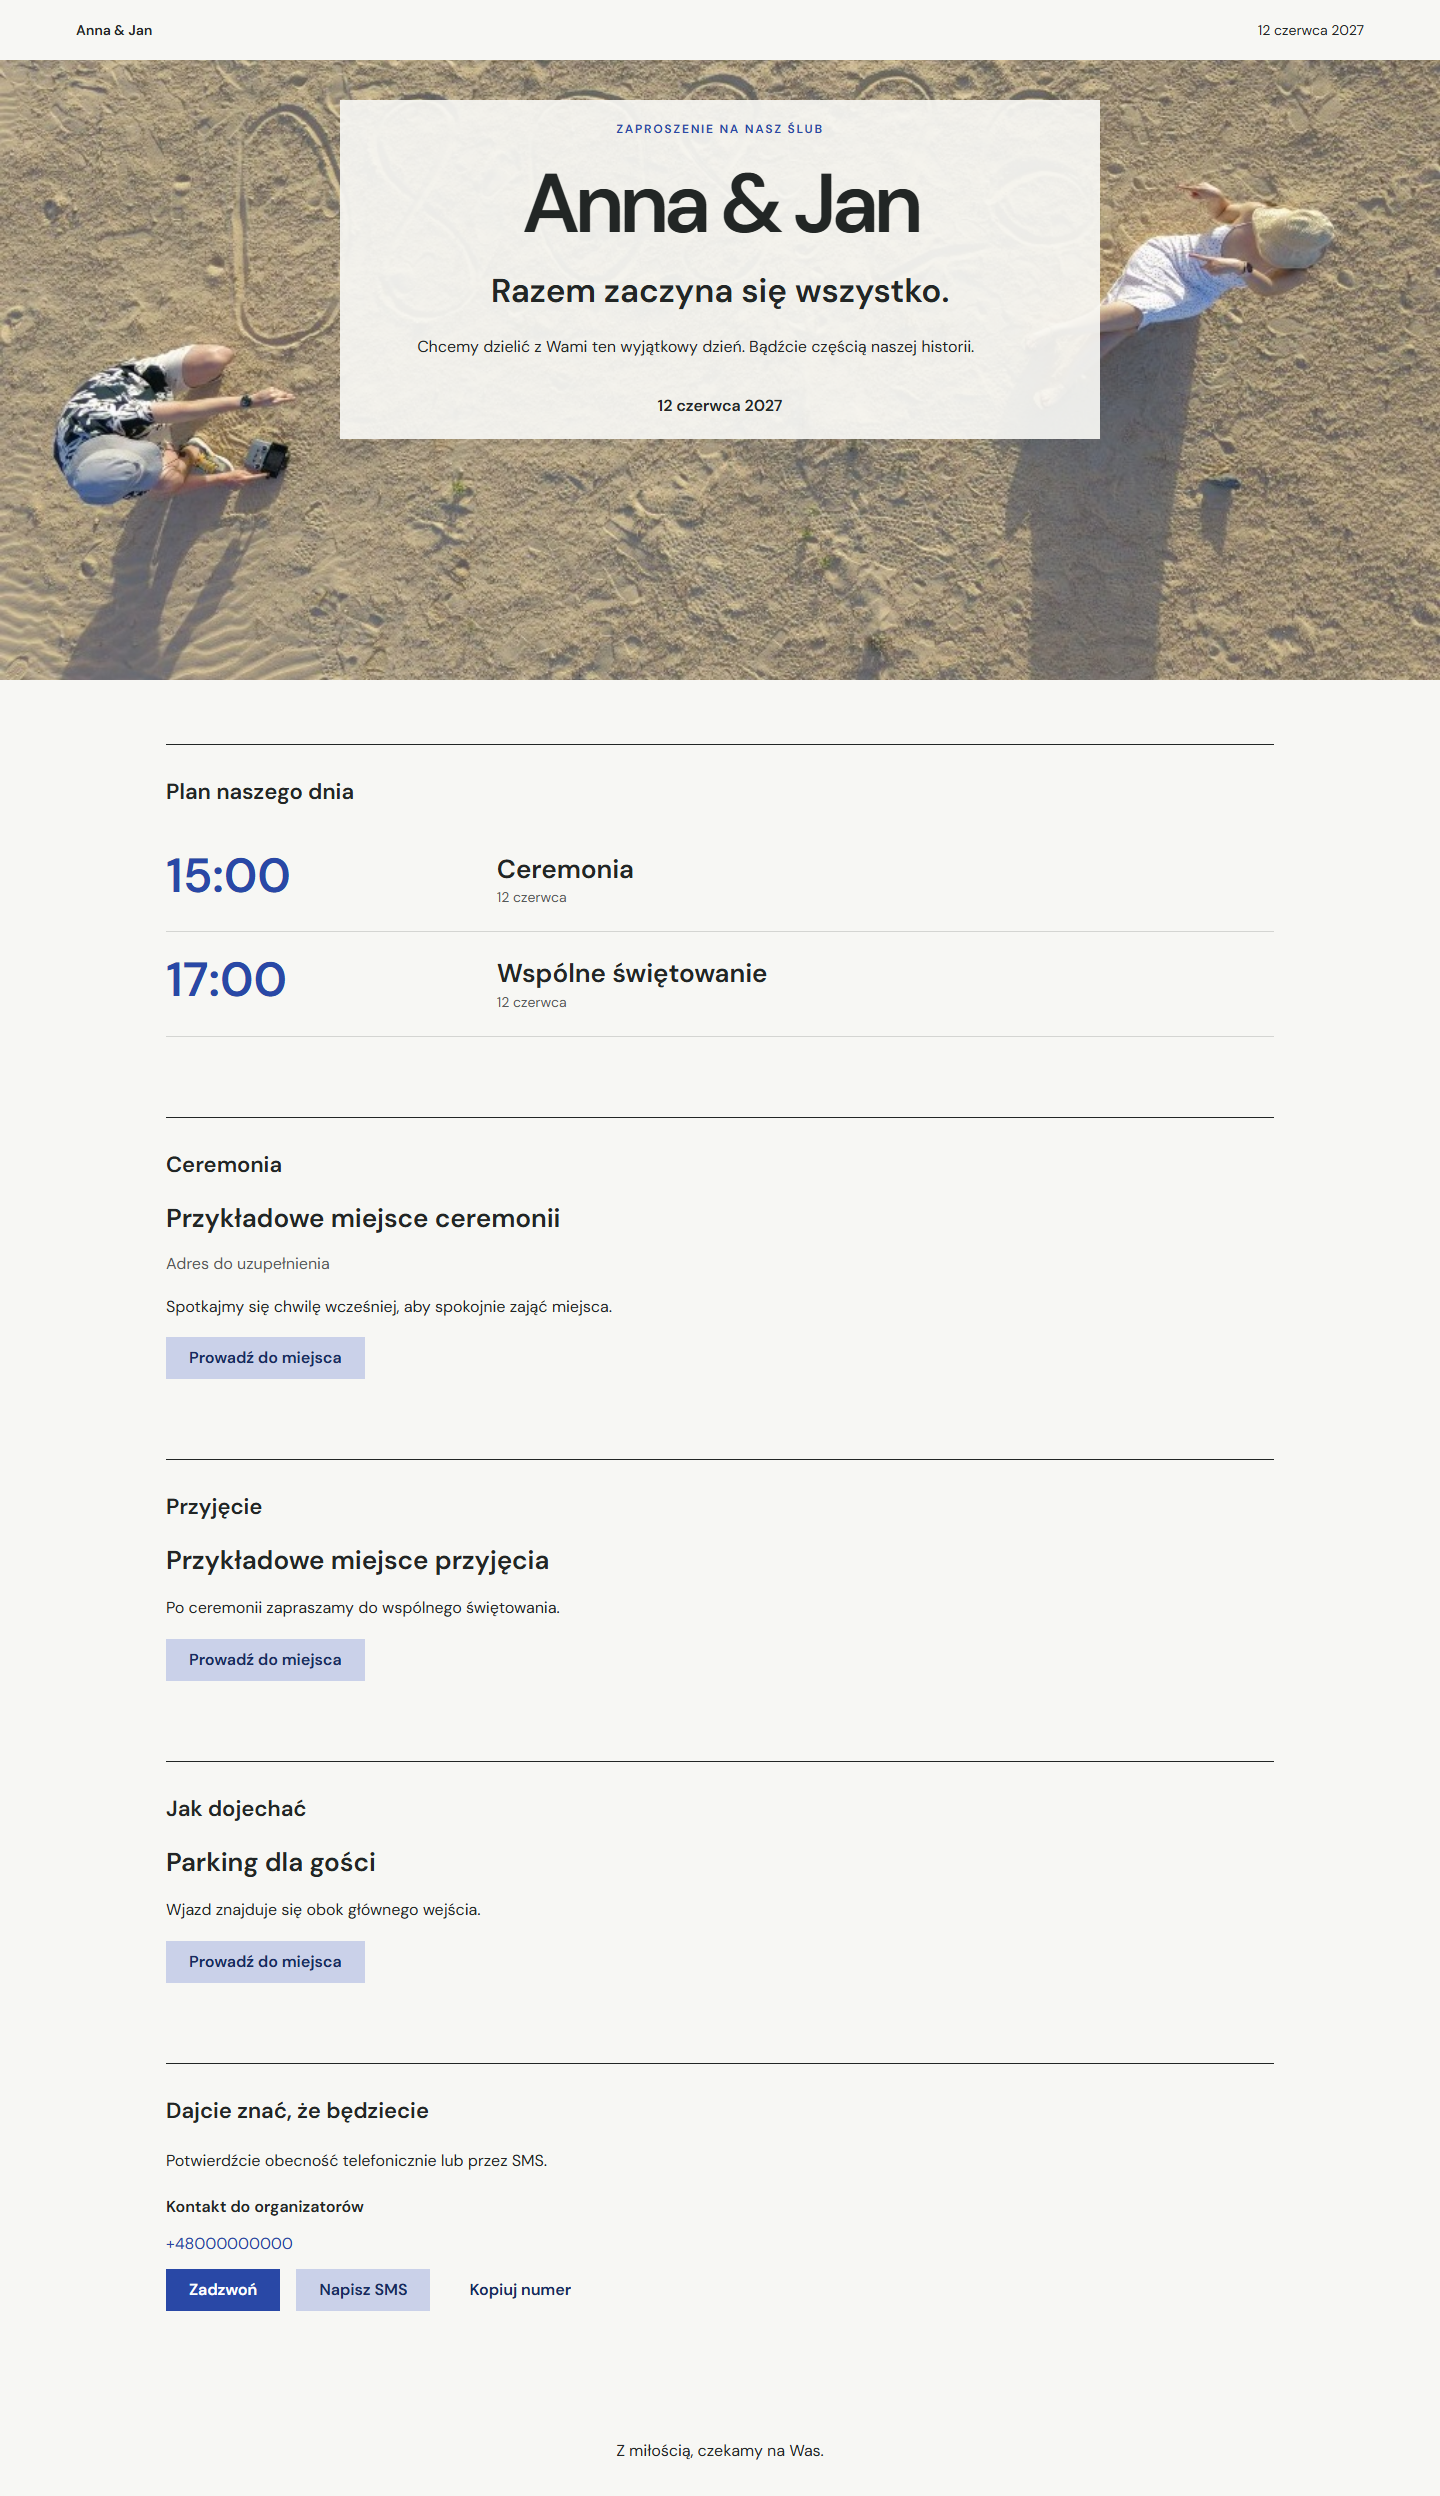 Anna & Jan
12 czerwca 2027
ZAPROSZENIE NA NASZ ŚLUB
Anna & Jan
Razem zaczyna się wszystko.
Chcemy dzielić z Wami ten wyjątkowy dzień. Bądźcie częścią naszej historii.
12 czerwca 2027
Plan naszego dnia
15:00
Ceremonia
12 czerwca
17:00
Wspólne świętowanie
12 czerwca
Ceremonia
Przykładowe miejsce ceremonii
Adres do uzupełnienia
Spotkajmy się chwilę wcześniej, aby spokojnie zająć miejsca.
Prowadź do miejsca
Przyjęcie
Przykładowe miejsce przyjęcia
Po ceremonii zapraszamy do wspólnego świętowania.
Prowadź do miejsca
Jak dojechać
Parking dla gości
Wjazd znajduje się obok głównego wejścia.
Prowadź do miejsca
Dajcie znać, że będziecie
Potwierdźcie obecność telefonicznie lub przez SMS.
Kontakt do organizatorów
+48000000000
Zadzwoń
Napisz SMS
Kopiuj numer
Z miłością, czekamy na Was.